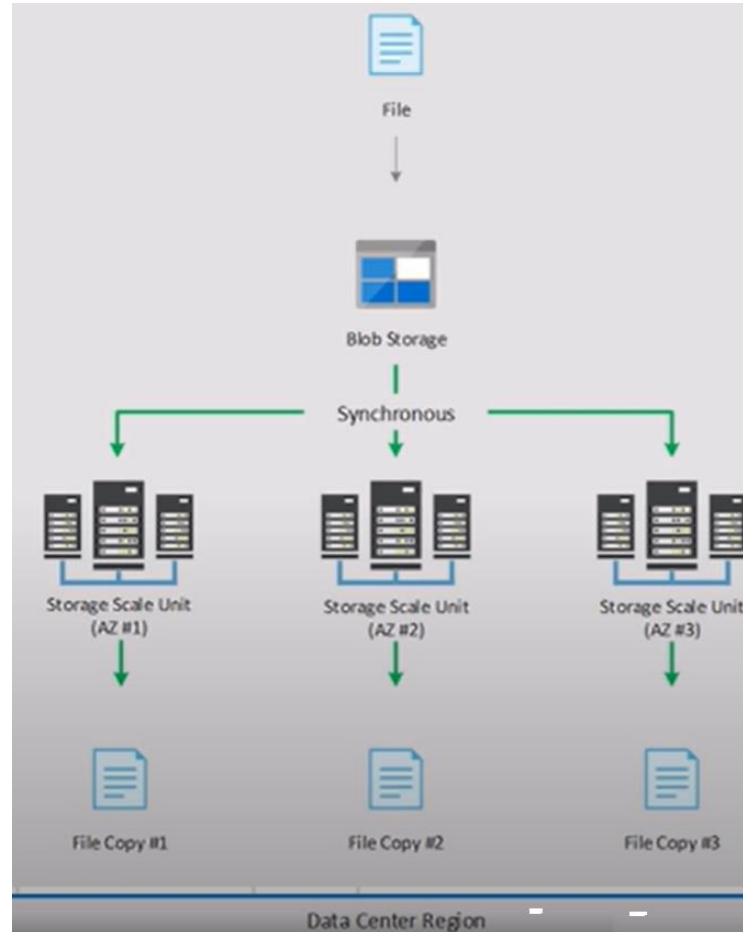 File
Blob Storage
Synchronous
Storage Scale Unit
(AZ #1)
Storage Scale Unit
(AZ #2)
Storage Scale Unit
(AZ #3)
File Copy #1
File Copy #2
File Copy #3
Data Center Region